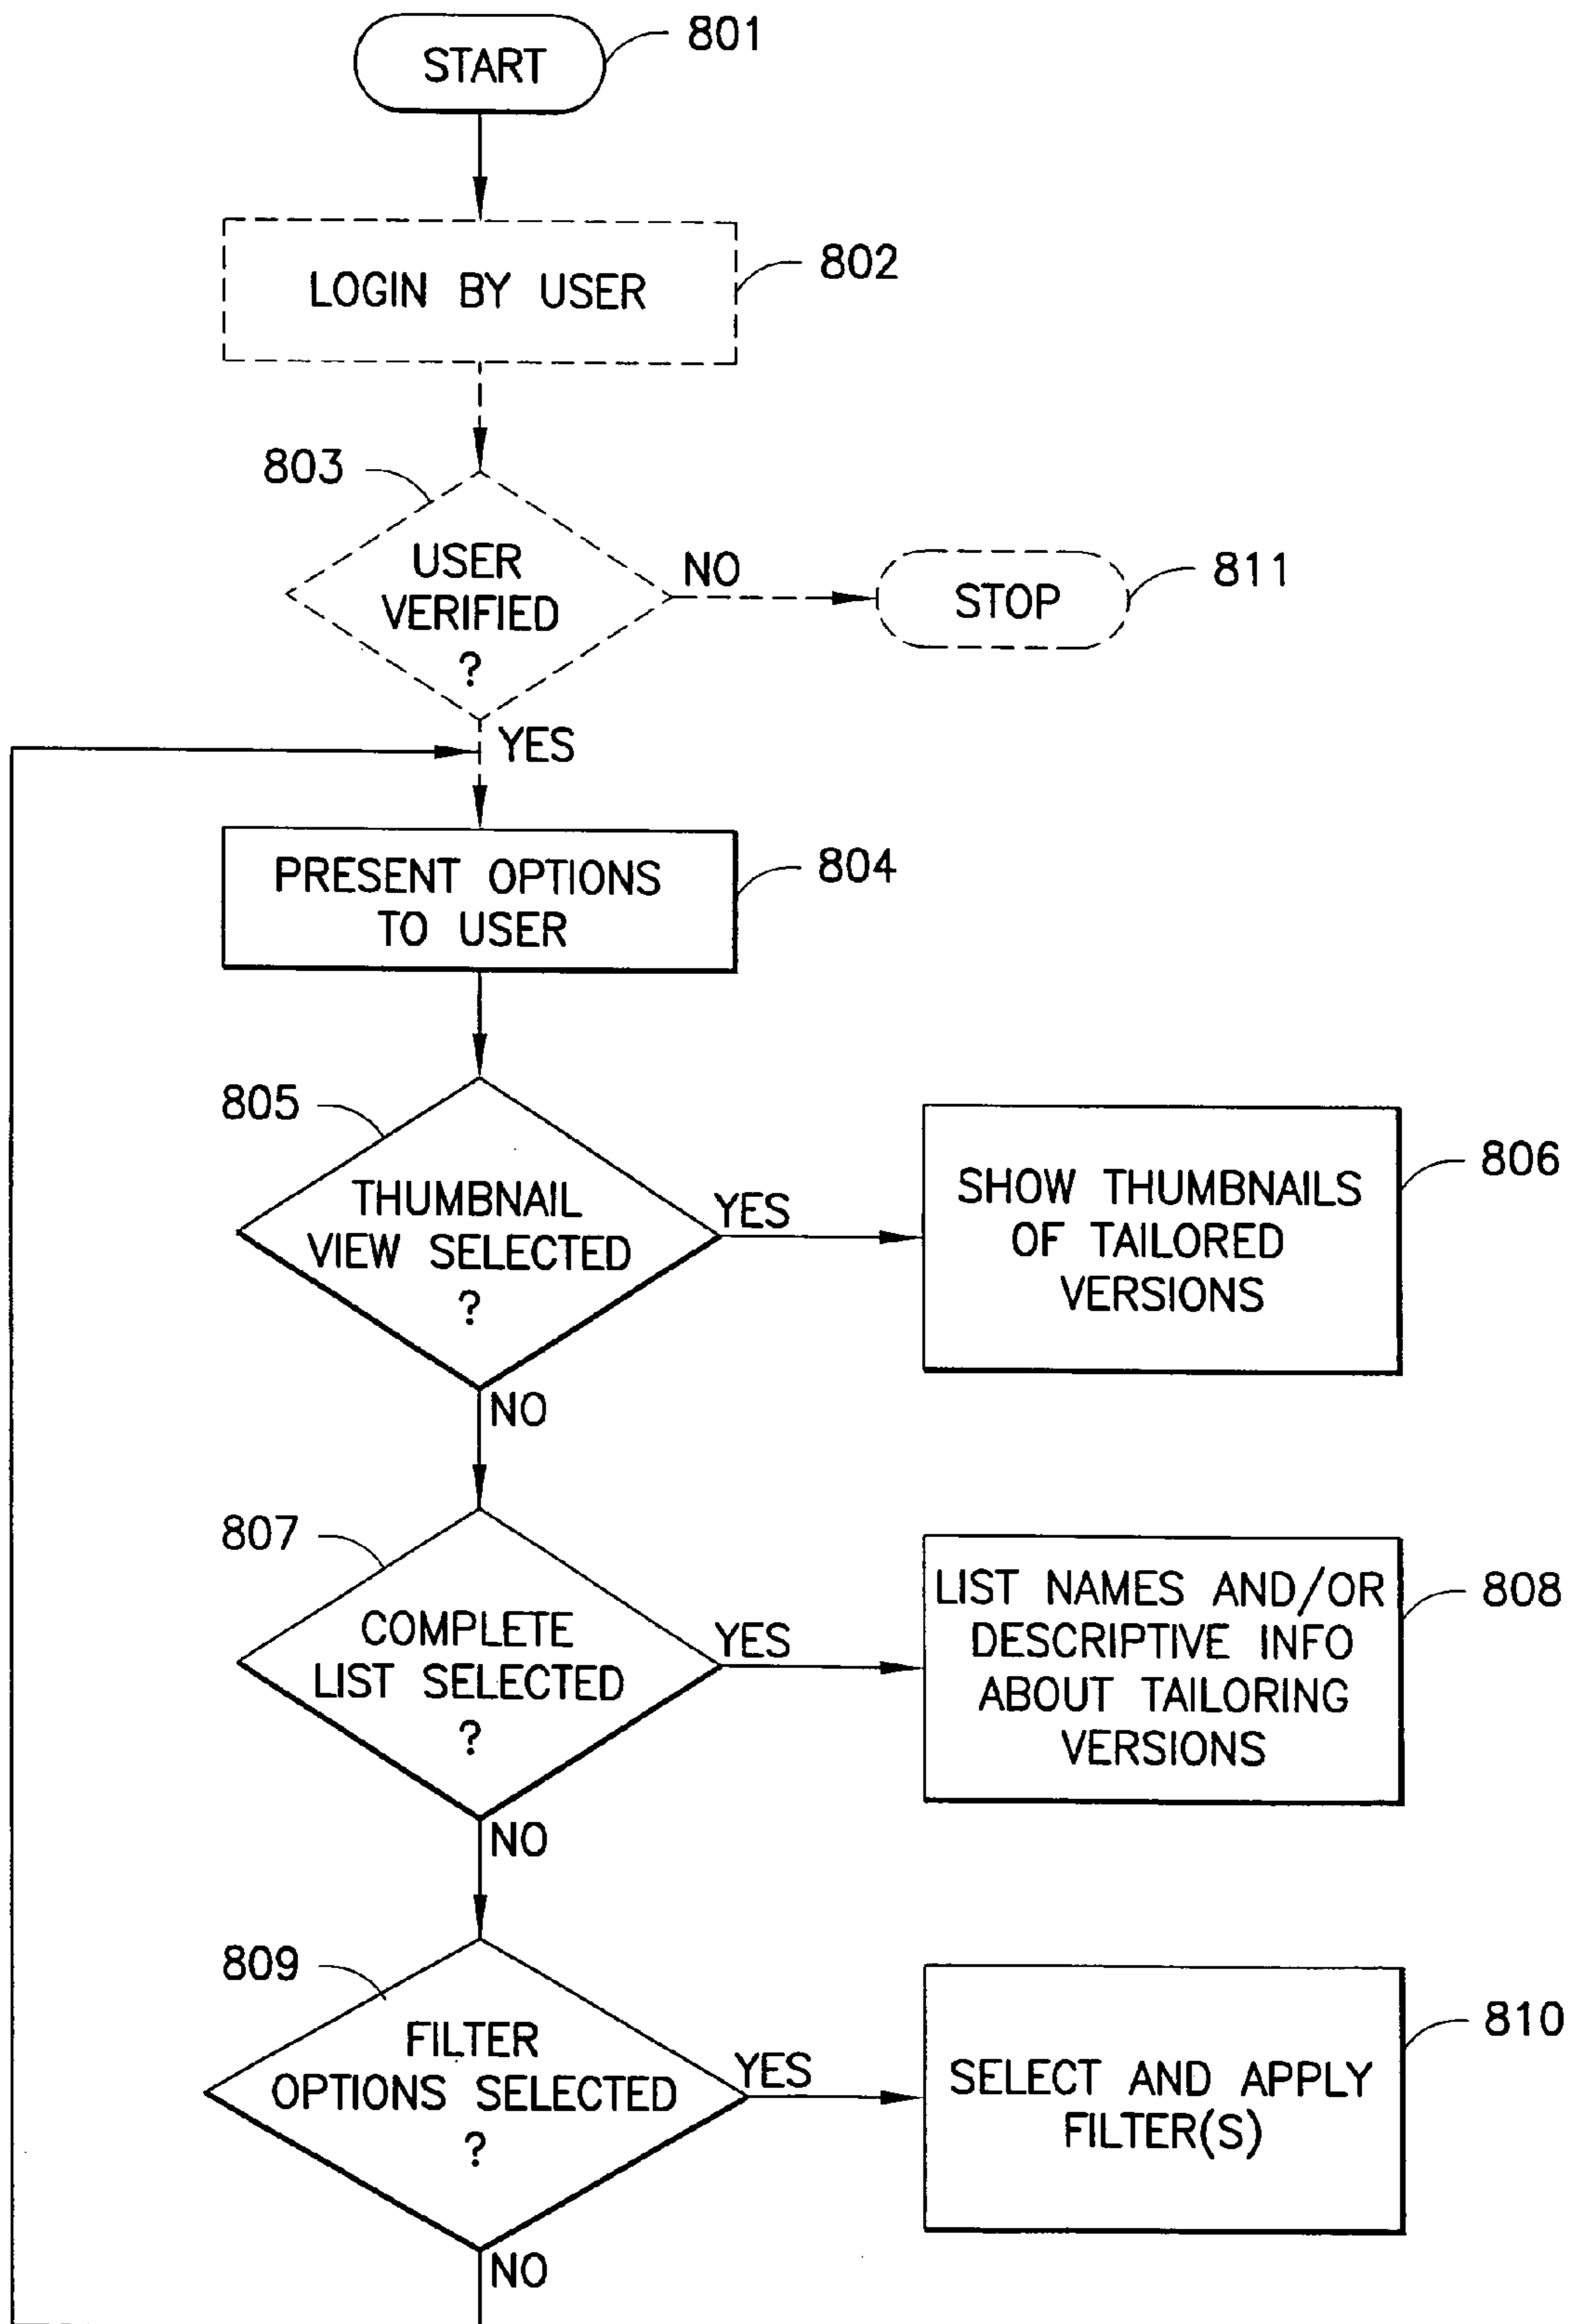 START
801
LOGIN BY USER
802
803
USER
VERIFIED
?
NO
STOP
811
YES
PRESENT OPTIONS
TO USER
804
805
THUMBNAIL
VIEW SELECTED
?
YES
SHOW THUMBNAILS
OF TAILORED
VERSIONS
806
NO
807
COMPLETE
LIST SELECTED
?
YES
LIST NAMES AND/OR
DESCRIPTIVE INFO
ABOUT TAILORING
VERSIONS
808
NO
809
FILTER
OPTIONS SELECTED
?
YES
SELECT AND APPLY
FILTER(S)
810
NO